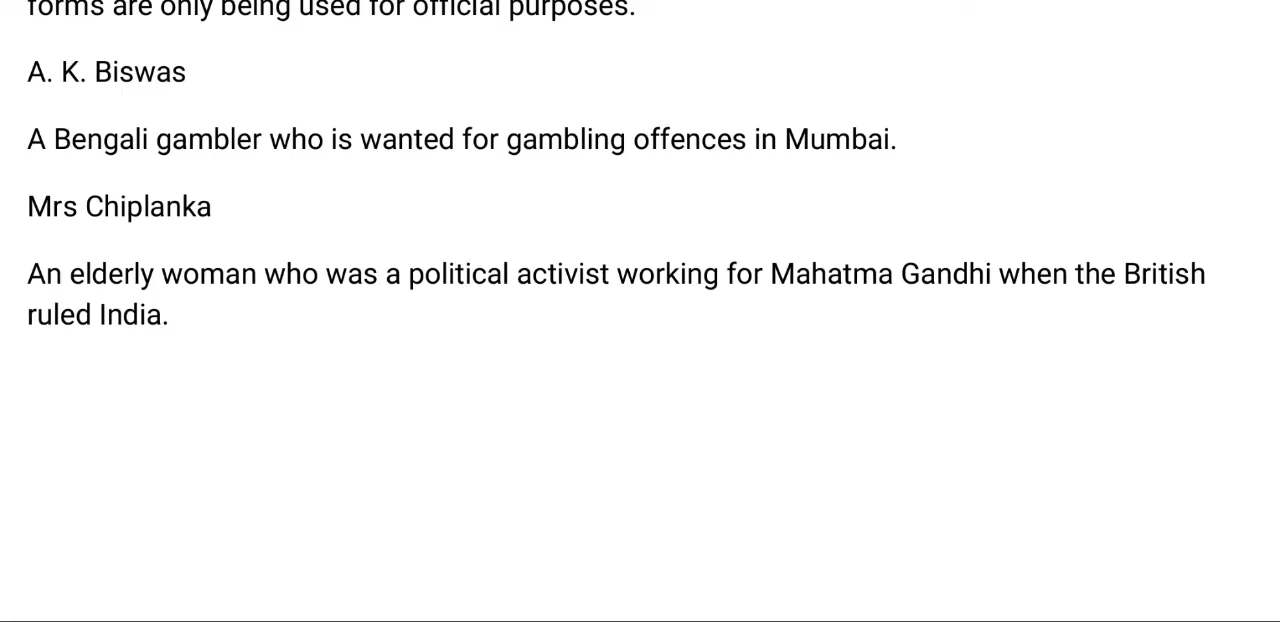 forms are only being used for official purposes.
A. K. Biswas
A Bengali gambler who is wanted for gambling offences in Mumbai.
Mrs Chiplanka
An elderly woman who was a political activist working for Mahatma Gandhi when the British
ruled India.